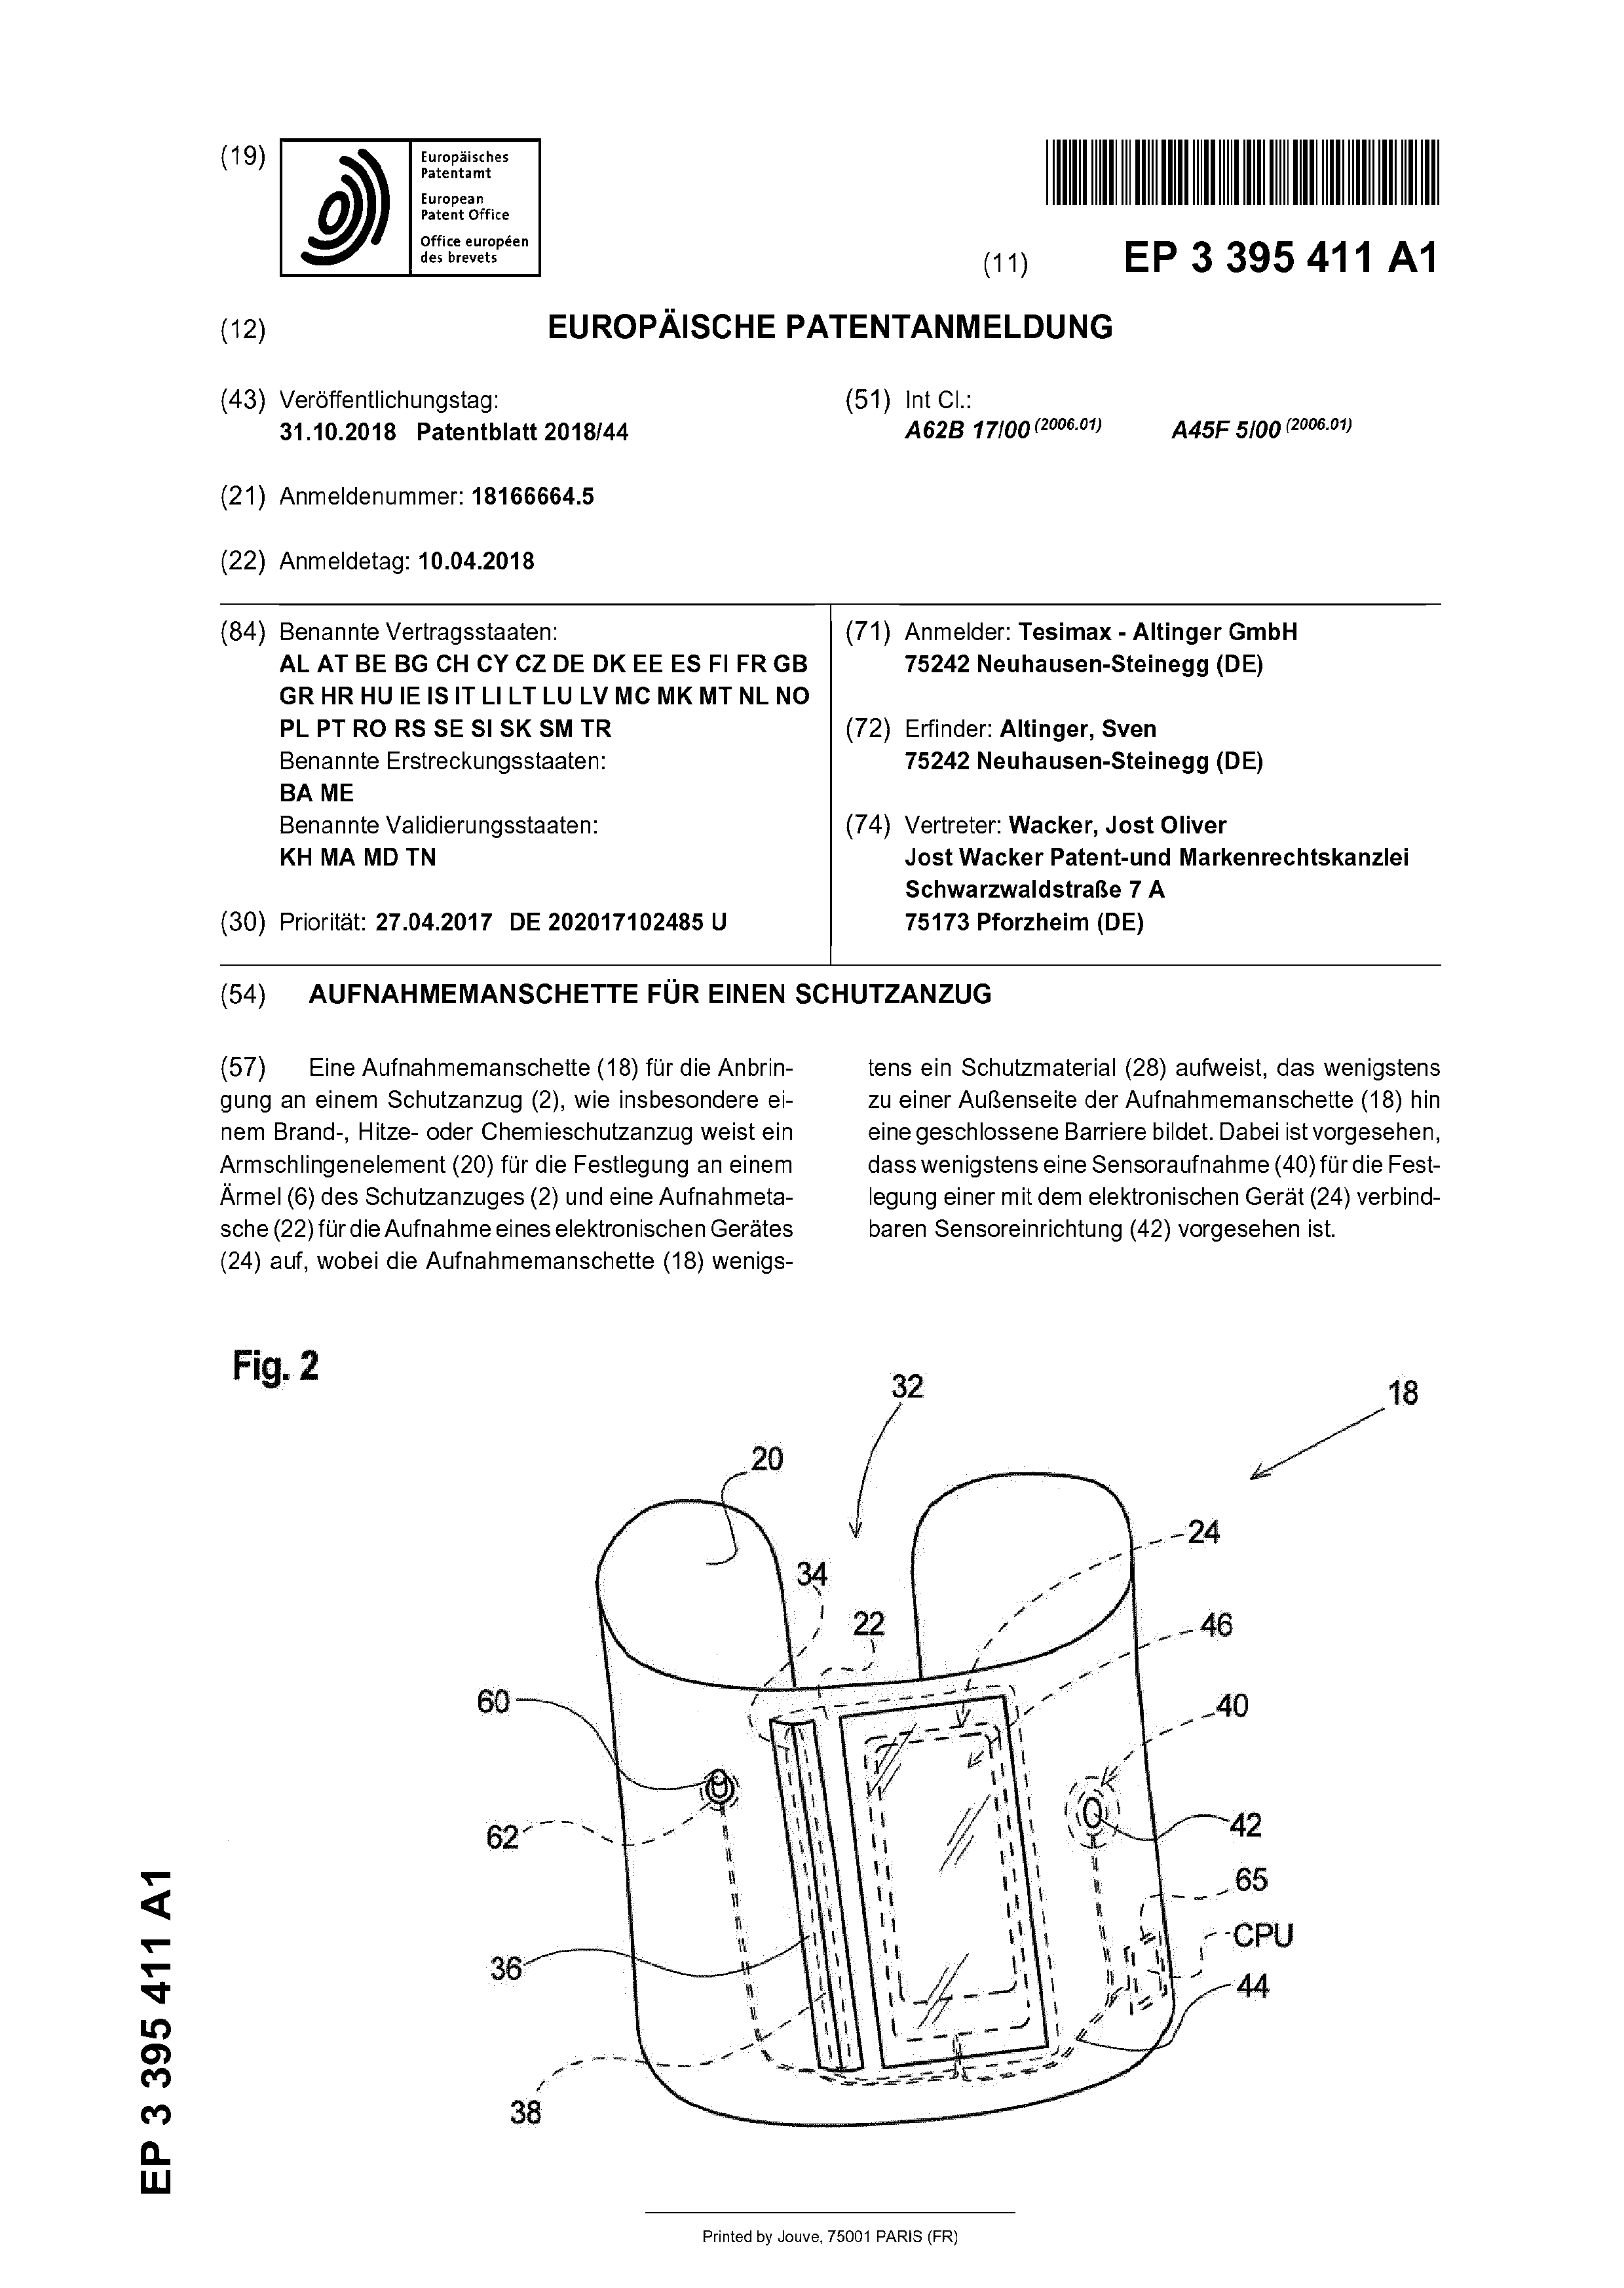 (19)
Europäisches
Patentamt
European
Patent Office
Office européen
des brevets
(11) EP 3 395 411 A1
(12) EUROPÄISCHE PATENTANMELDUNG
(43) Veröffentlichungstag:
31.10.2018 Patentblatt 2018/44
(21) Anmeldenummer: 18166664.5
(22) Anmeldetag: 10.04.2018
(51) Int Cl.:
A62B 17/00 (2006.01) A45F 5/00 (2006.01)
(84) Benannte Vertragsstaaten:
AL AT BE BG CH CY CZ DE DK EE ES FI FR GB
GR HR HU IE IS IT LI LT LU LV MC MK MT NL NO
PL PT RO RS SE SI SK SM TR
Benannte Erstreckungsstaaten:
BA ME
Benannte Validierungsstaaten:
KH MA MD TN
(30) Priorität: 27.04.2017 DE 202017102485 U
(71) Anmelder: Tesimax - Altinger GmbH
75242 Neuhausen-Steinegg (DE)
(72) Erfinder: Altinger, Sven
75242 Neuhausen-Steinegg (DE)
(74) Vertreter: Wacker, Jost Oliver
Jost Wacker Patent-und Markenrechtskanzlei
Schwarzwaldstraße 7 A
75173 Pforzheim (DE)
(54) AUFNAHMEMANSCHETTE FÜR EINEN SCHUTZANZUG
(57) Eine Aufnahmemanschette (18) für die Anbrin-
gung an einem Schutzanzug (2), wie insbesondere ei-
nem Brand-, Hitze- oder Chemieschutzanzug weist ein
Armschlingenelement (20) für die Festlegung an einem
Ärmel (6) des Schutzanzuges (2) und eine Aufnahmeta-
sche (22) für die Aufnahme eines elektronischen Gerätes
(24) auf, wobei die Aufnahmemanschette (18) wenigs-
tens ein Schutzmaterial (28) aufweist, das wenigstens
zu einer Außenseite der Aufnahmemanschette (18) hin
eine geschlossene Barriere bildet. Dabei ist vorgesehen,
dass wenigstens eine Sensoraufnahme (40) für die Fest-
legung einer mit dem elektronischen Gerät (24) verbind-
baren Sensoreinrichtung (42) vorgesehen ist.
Fig. 2
32
18
20
24
34
22
46
60
40
62
42
65
CPU
36
44
38
EP 3 395 411 A1
Printed by Jouve, 75001 PARIS (FR)